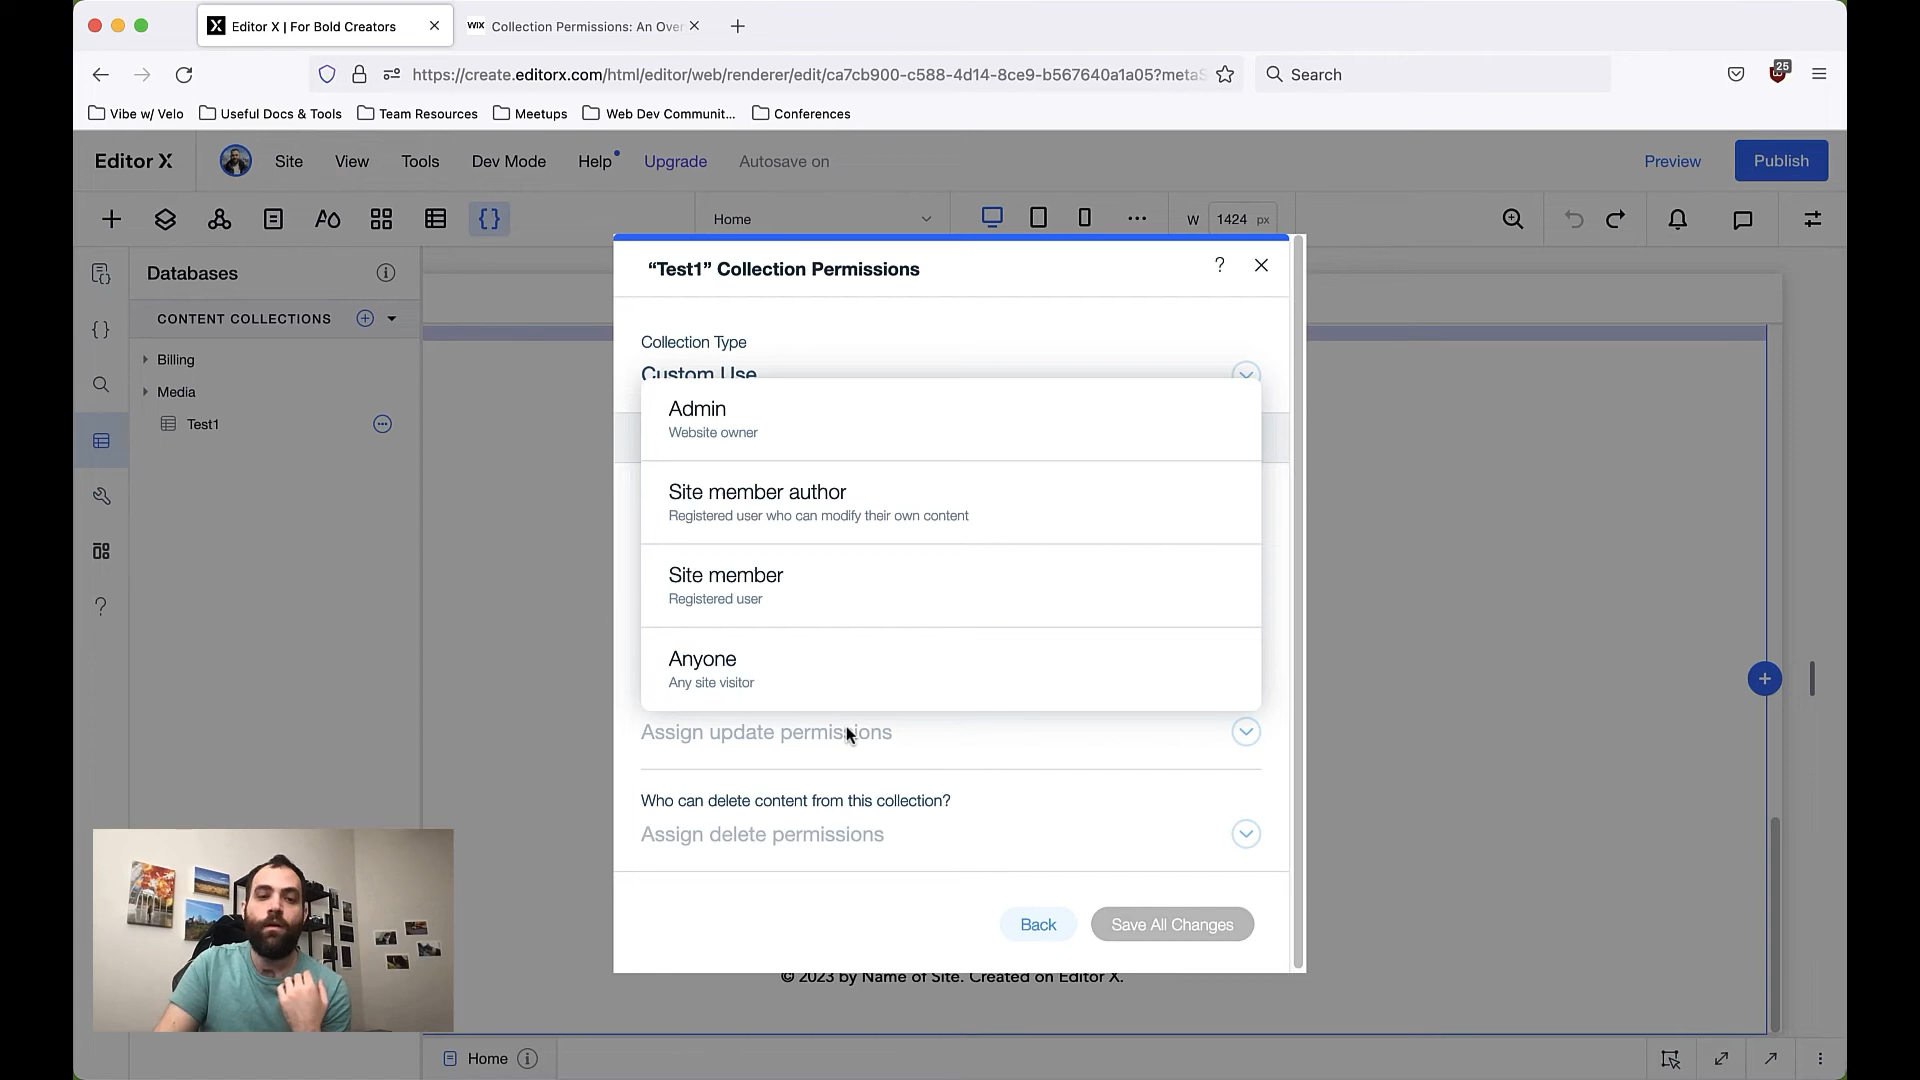 Editor X | For Bold Creators
WIX Collection Permissions: An Over
https://create.editorx.com/html/editor/web/renderer/edit/ca7cb900-c588-4d14-8ce9-b567640a1a05?metaS
Search
25
Vibe w/ Velo
Useful Docs & Tools
Team Resources
Meetups
Web Dev Communit...
Conferences
Editor X
Site
View
Tools
Dev Mode
Help
Upgrade
Autosave on
Preview
Publish
Home
W
1424 px
Databases
CONTENT COLLECTIONS
Billing
Media
Test1
“Test1” Collection Permissions
?
Collection Type
Custom Use
Admin
Website owner
Site member author
Registered user who can modify their own content
Site member
Registered user
Anyone
Any site visitor
Assign update permissions
Who can delete content from this collection?
Assign delete permissions
Back
Save All Changes
© 2023 by Name of Site. Created on Editor X.
Home